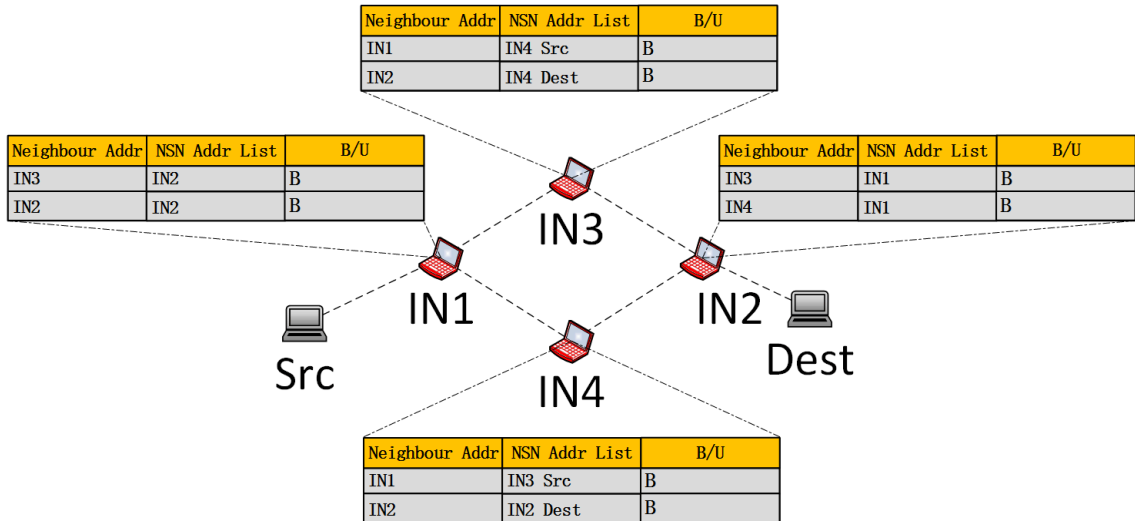 Neighbour Addr NSN Addr List B/U
IN1 IN4 Src B
IN2 IN4 Dest B
Neighbour Addr NSN Addr List B/U
IN3 IN2 B
IN2 IN2 B
Neighbour Addr NSN Addr List B/U
IN3 IN1 B
IN4 IN1 B
IN3
IN1
IN2
Src
Dest
IN4
Neighbour Addr NSN Addr List B/U
IN1 IN3 Src B
IN2 IN2 Dest B